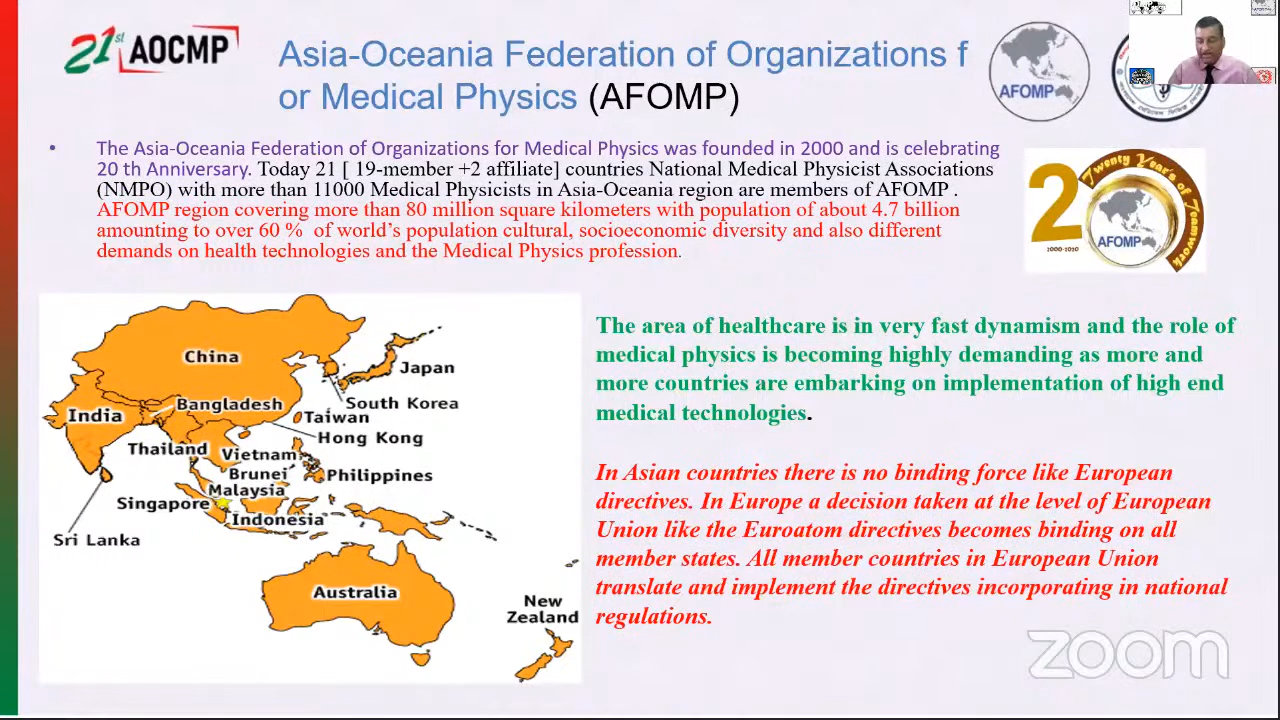 21st AOCMP
Asia-Oceania Federation of Organizations f
or Medical Physics (AFOMP)
AFOMP
• The Asia-Oceania Federation of Organizations for Medical Physics was founded in 2000 and is celebrating
20 th Anniversary. Today 21 [ 19-member +2 affiliate] countries National Medical Physicist Associations
(NMPO) with more than 11000 Medical Physicists in Asia-Oceania region are members of AFOMP .
AFOMP region covering more than 80 million square kilometers with population of about 4.7 billion
amounting to over 60 % of world's population cultural, socioeconomic diversity and also different
demands on health technologies and the Medical Physics profession.
20
Twenty Year's of Teamwork
AFOMP
2000-2020
China
Japan
South Korea
Bangladesh
India
Taiwan
Hong Kong
Thailand
Vietnam
Brunei
Philippines
Malaysia
Singapore
Indonesia
Sri Lanka
Australia
New
Zealand
The area of healthcare is in very fast dynamism and the role of
medical physics is becoming highly demanding as more and
more countries are embarking on implementation of high end
medical technologies.
In Asian countries there is no binding force like European
directives. In Europe a decision taken at the level of European
Union like the Euroatom directives becomes binding on all
member states. All member countries in European Union
translate and implement the directives incorporating in national
regulations.
zoom